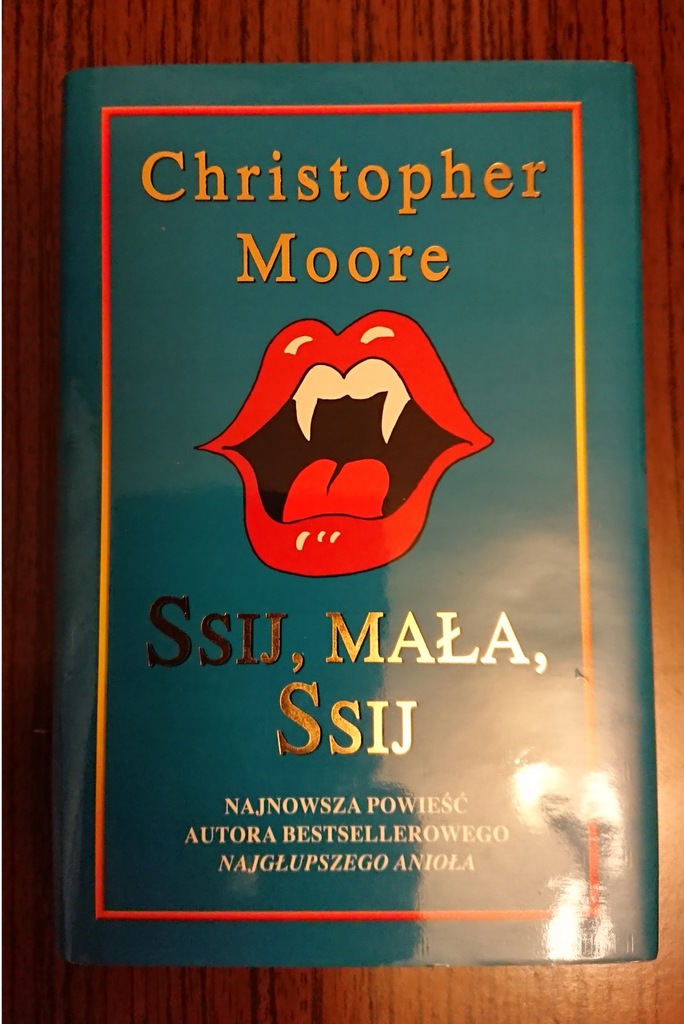 Christopher
Moore
SSIJ, MAŁA,
SSIJ
NAJNOWSZA POWIEŚĆ
AUTORA BESTSELLEROWEGO
NAJGŁUPSZEGO ANIOŁA